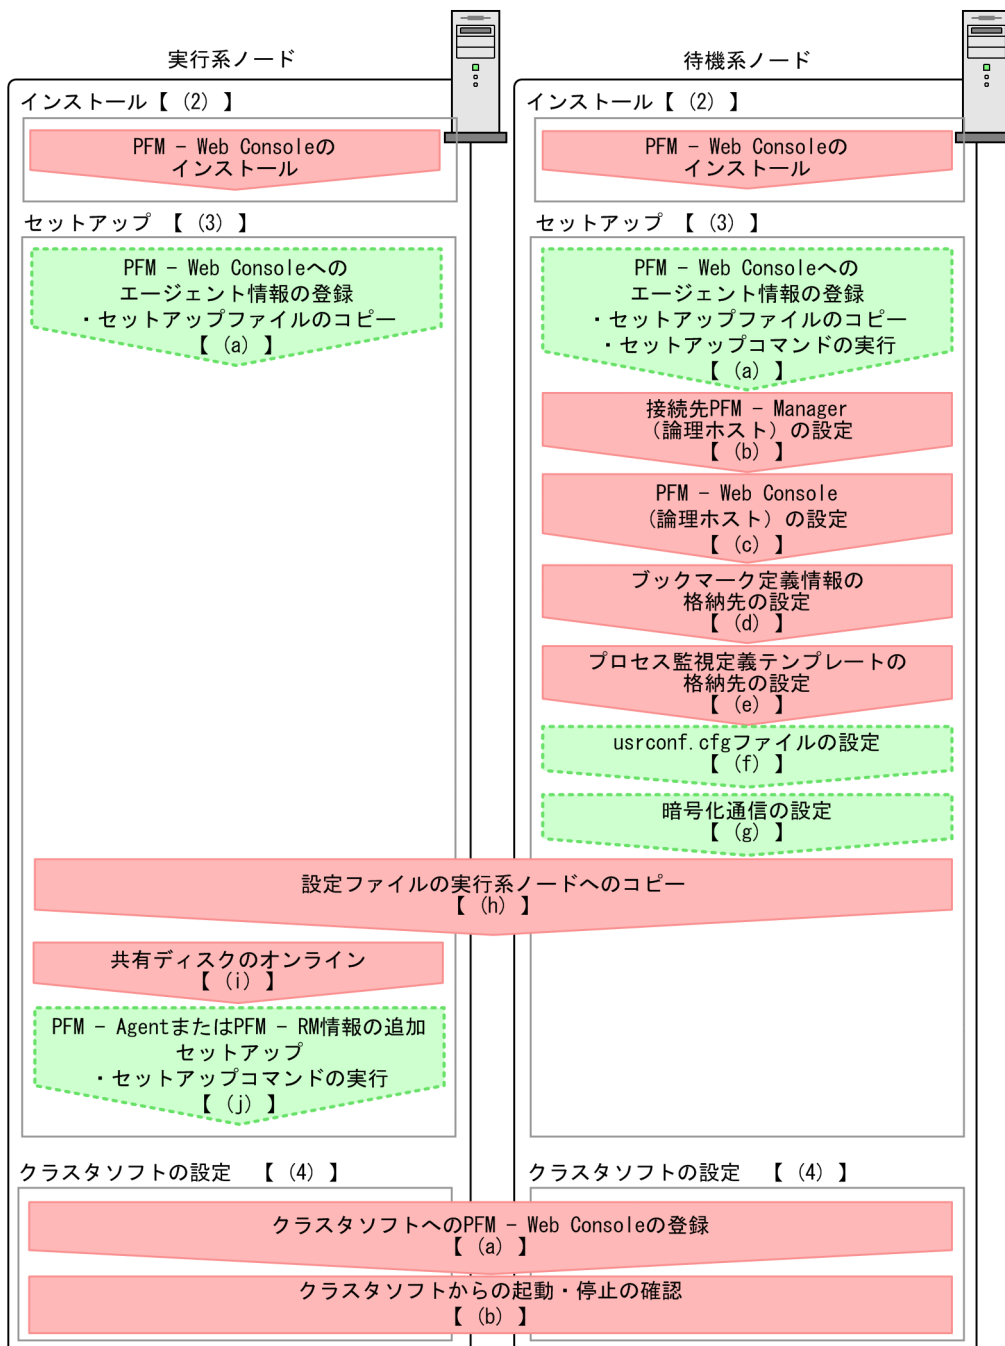 実行系ノード
待機系ノード
インストール【 (2) 】
PFM − Web Consoleの
インストール
インストール【 (2) 】
PFM − Web Consoleの
インストール
セットアップ 【 (3) 】
PFM − Web Consoleへの
エージェント情報の登録
・セットアップファイルのコピー
【 (a) 】
セットアップ 【 (3) 】
PFM − Web Consoleへの
エージェント情報の登録
・セットアップファイルのコピー
・セットアップコマンドの実行
【 (a) 】
接続先PFM − Manager
(論理ホスト) の設定
【 (b) 】
PFM − Web Console
(論理ホスト) の設定
【 (c) 】
ブックマーク定義情報の
格納先の設定
【 (d) 】
プロセス監視定義テンプレートの
格納先の設定
【 (e) 】
usrconf.cfgファイルの設定
【 (f) 】
暗号化通信の設定
【 (g) 】
設定ファイルの実行系ノードへのコピー
【 (h) 】
共有ディスクのオンライン
【 (i) 】
PFM − AgentまたはPFM − RM情報の追加
セットアップ
・セットアップコマンドの実行
【 (j) 】
クラスタソフトの設定 【 (4) 】
クラスタソフトの設定 【 (4) 】
クラスタソフトへのPFM − Web Consoleの登録
【 (a) 】
クラスタソフトからの起動・停止の確認
【 (b) 】